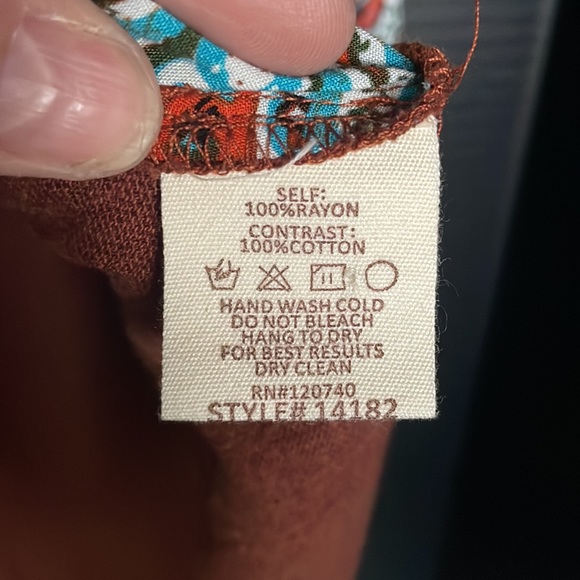 SELF:
100%RAYON
CONTRAST:
100%COTTON
HAND WASH COLD
DO NOT BLEACH
HANG TO DRY
FOR BEST RESULTS
DRY CLEAN
RN#120740
STYLE# 14182